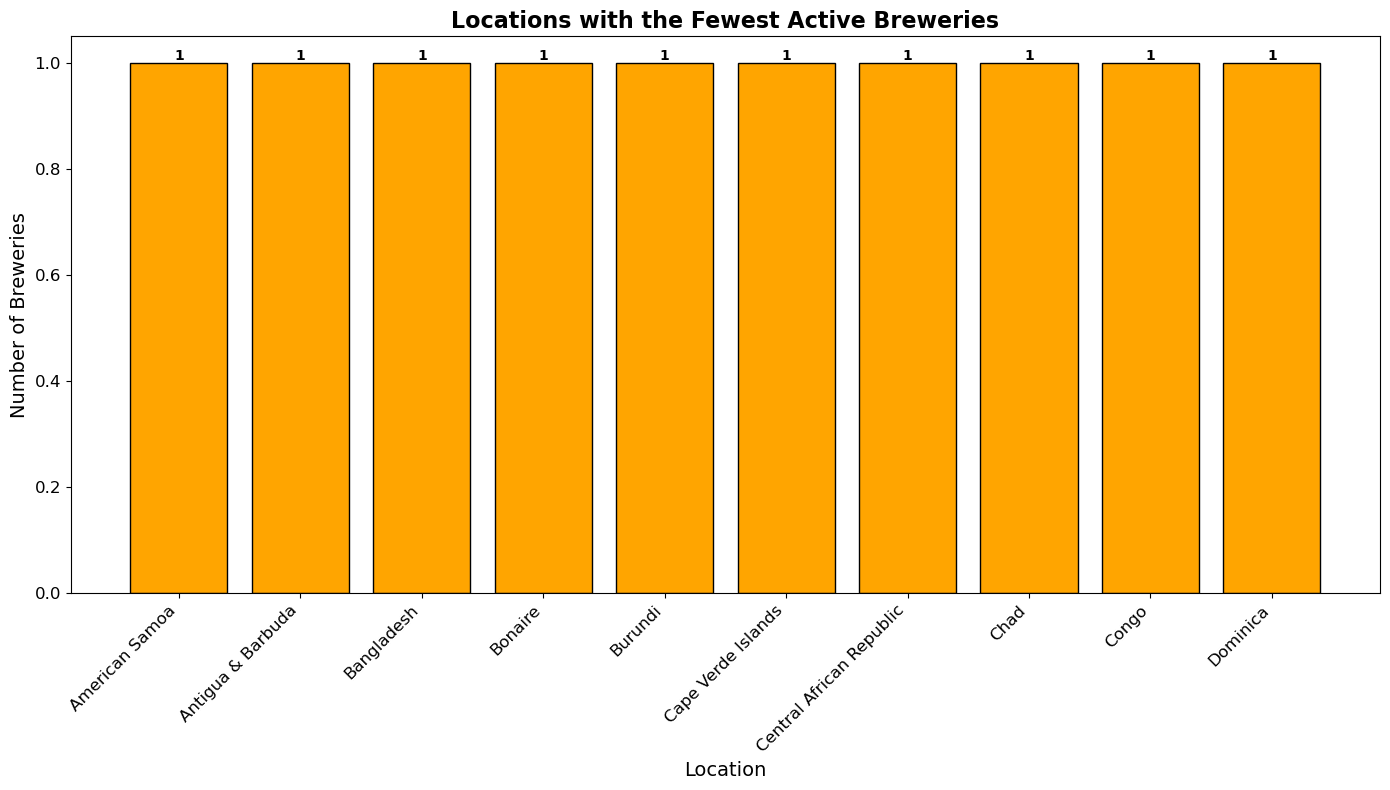 Locations with the Fewest Active Breweries
1 1 1 1 1 1 1 1 1 1
Number of Breweries
1.0
0.8
0.6
0.4
0.2
0.0
American Samoa
Antigua & Barbuda
Bangladesh
Bonaire
Burundi
Cape Verde Islands
Central African Republic
Chad
Congo
Dominica
Location